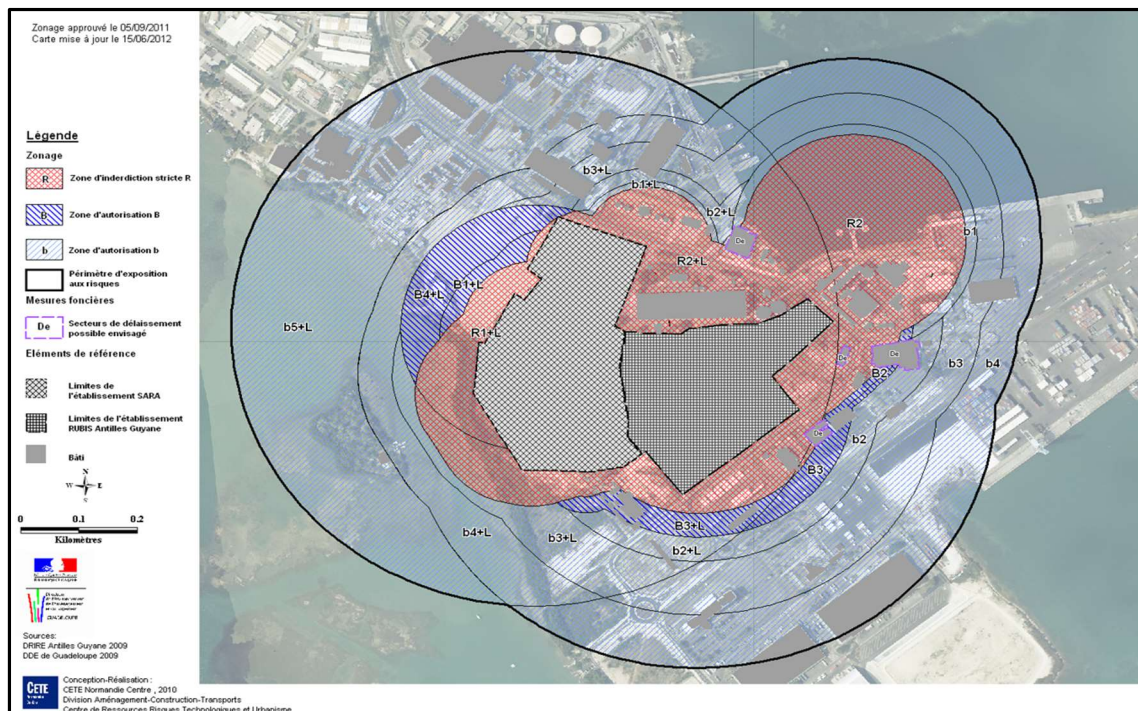 Zonage approuvé le 05/09/2011
Carte mise à jour le 15/06/2012
Légende
Zonage
R Zone d'inderdiction stricte R
B Zone d'autorisation B
b Zone d'autorisation b
Périmètre d'exposition
aux risques
Mesures foncières
De Secteurs de délaissement
possible envisagé
Eléments de référence
Limites de
l'établissement SARA
Limites de l'établissement
RUBIS Antilles Guyane
Bâti
N
W E
S
0 0.1 0.2
Kilomètres
GUADELOUPE
Sources:
DRIRE Antilles Guyane 2009
DDE de Guadeloupe 2009
CETE
Normandie
Centre
Conception-Réalisation :
CETE Normandie Centre , 2010
Division Aménagement-Construction-Transports
Centre de Ressources Risques Technologiques et Urbanisme
b3+L
b1+L
b2+L
De
R2
b1
R2+L
B1+L
B4+L
b5+L
R1+L
De
De
B2
b3
b4
De
b2
B3
B3+L
b4+L
b3+L
b2+L